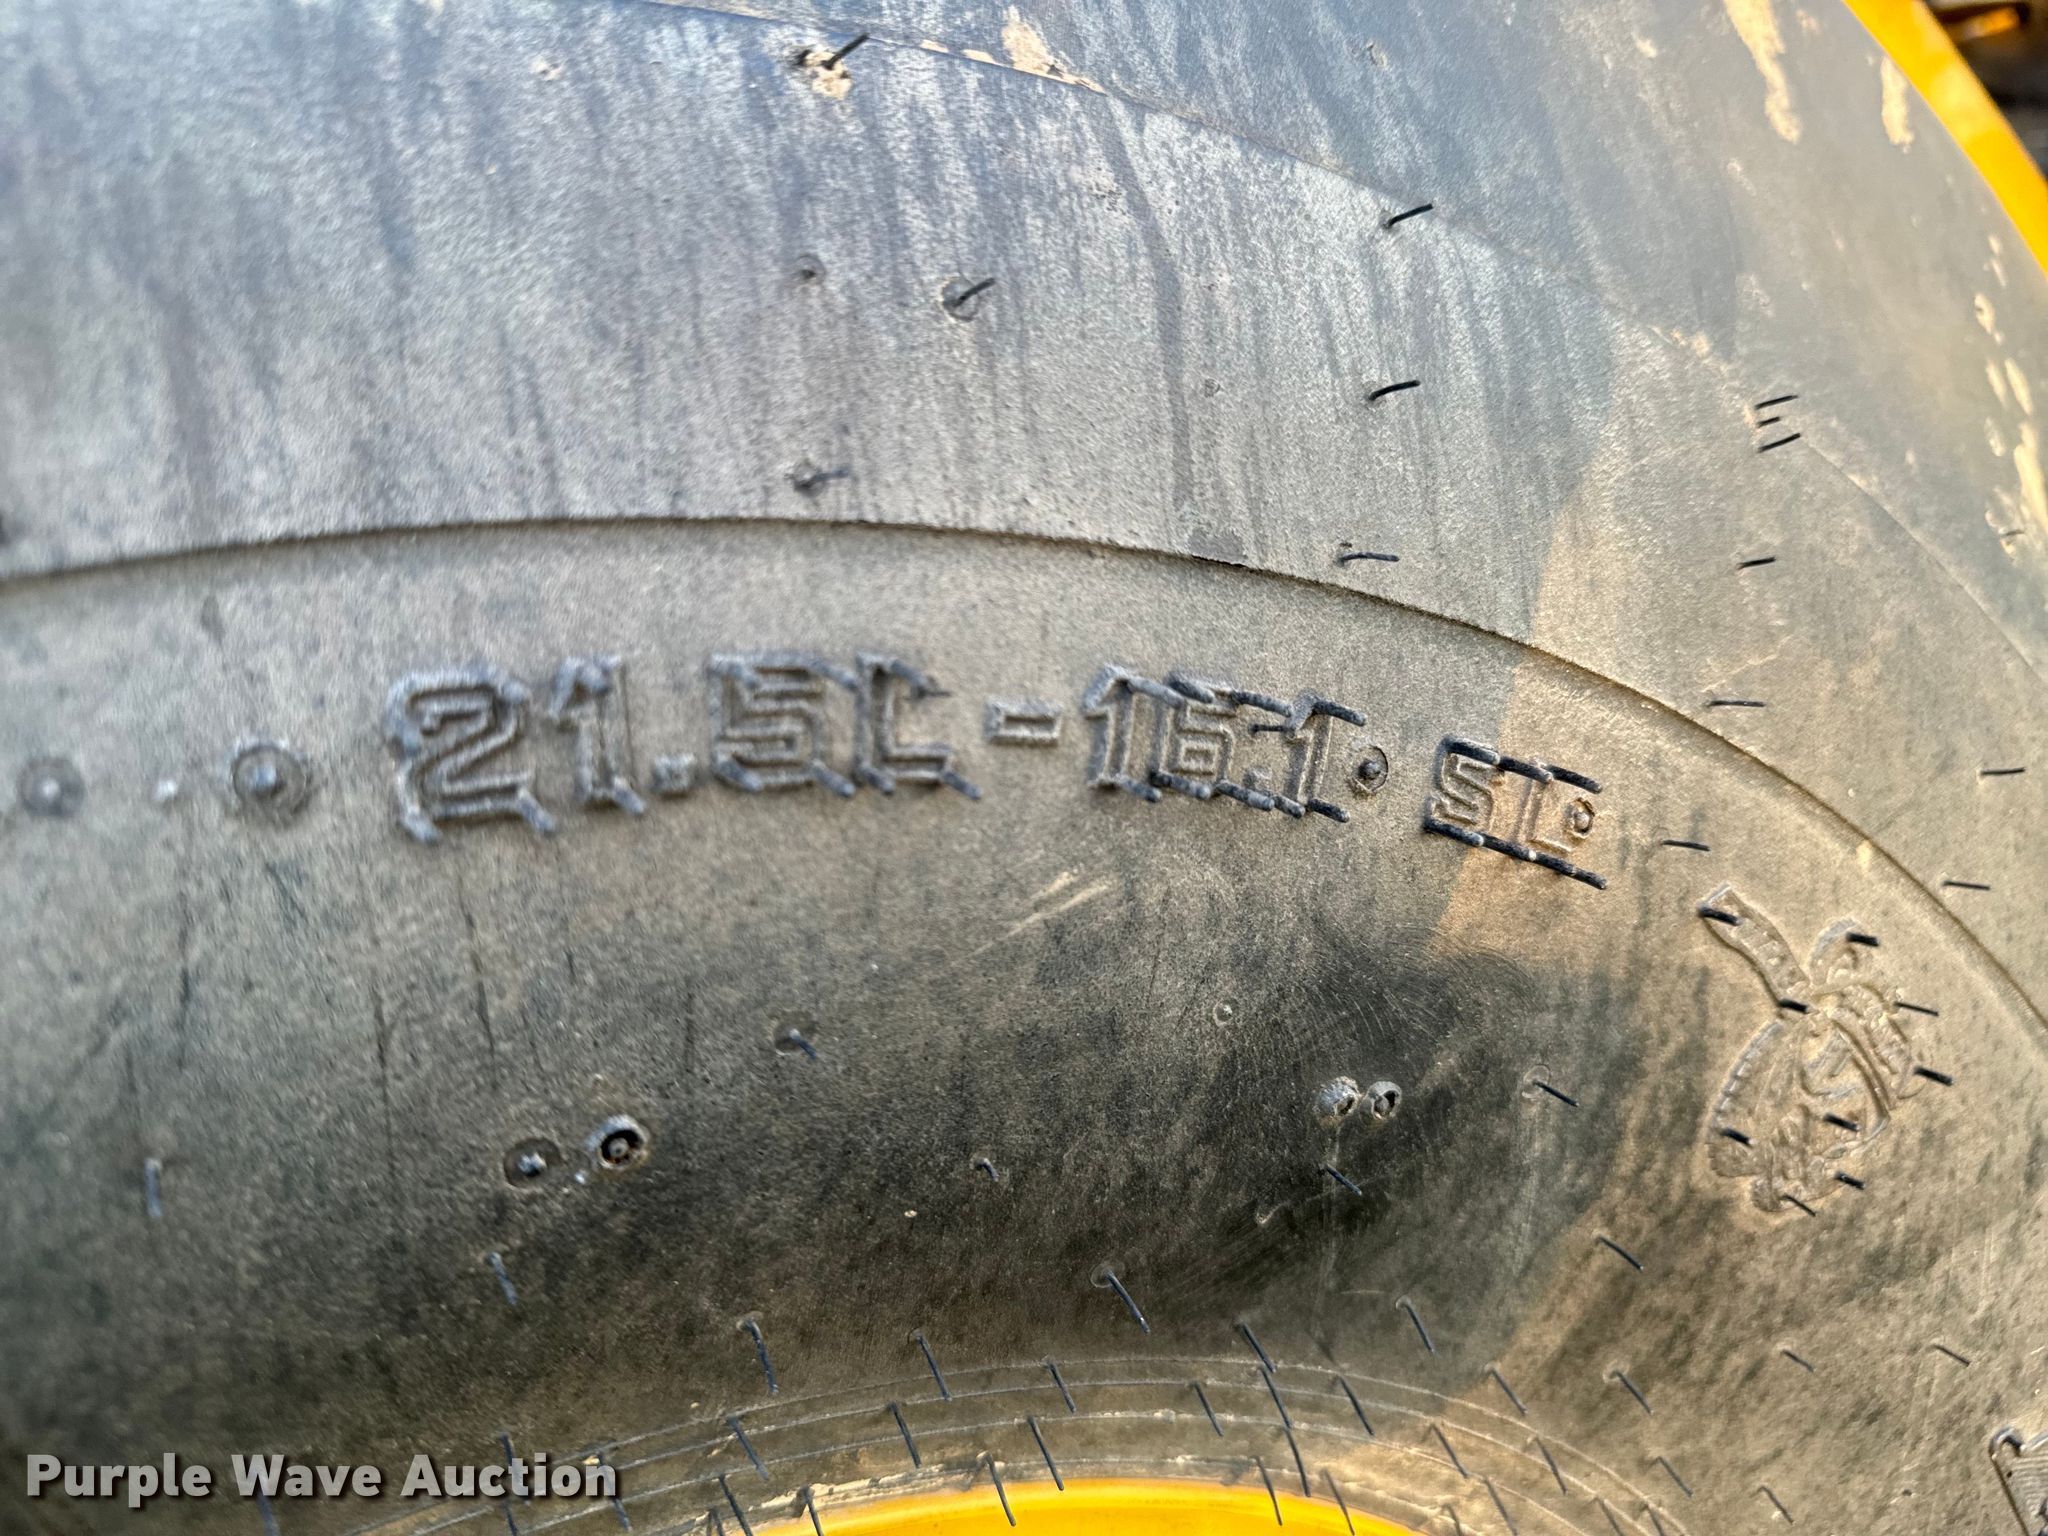 21.5L-16.1 SL
Purple Wave Auction